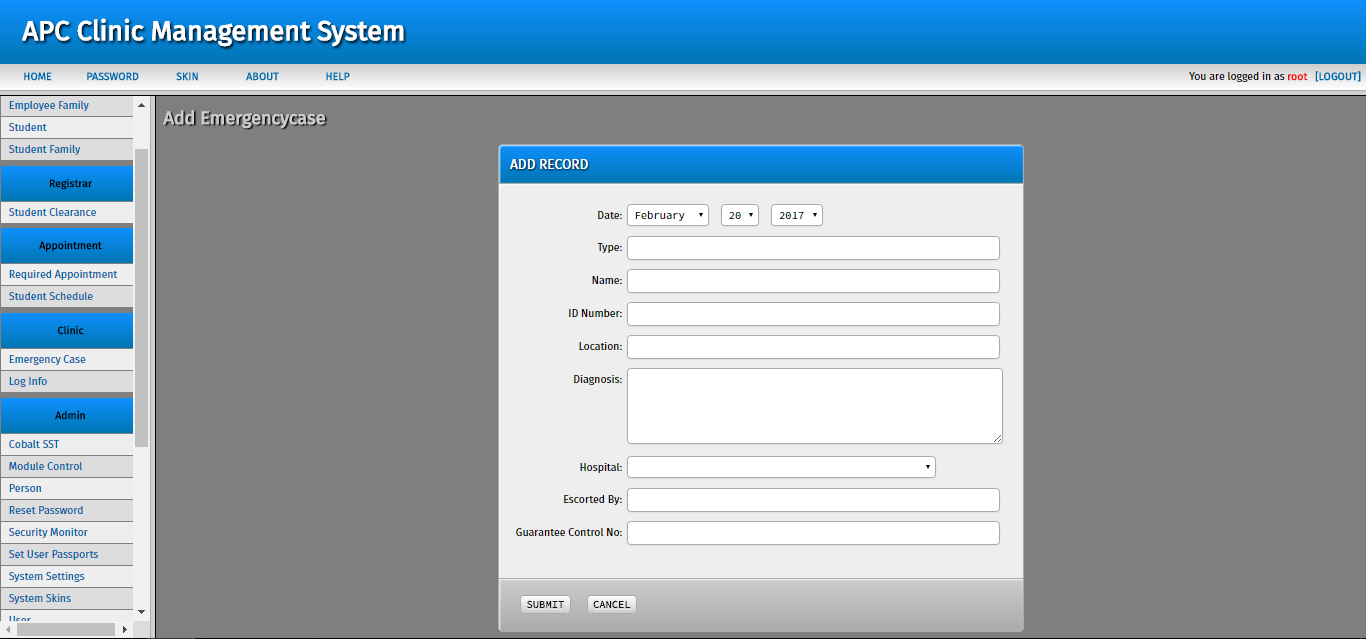 APC Clinic Management System
HOME PASSWORD SKIN ABOUT HELP You are logged in as root [LOGOUT]
Employee Family
Student
Student Family
Registrar
Student Clearance
Appointment
Required Appointment
Student Schedule
Clinic
Emergency Case
Log Info
Admin
Cobalt SST
Module Control
Person
Reset Password
Security Monitor
Set User Passports
System Settings
System Skins
User
Add Emergencycase
ADD RECORD
Date: February 20 2017
Type:
Name:
ID Number:
Location:
Diagnosis:
Hospital:
Escorted By:
Guarantee Control No:
SUBMIT CANCEL